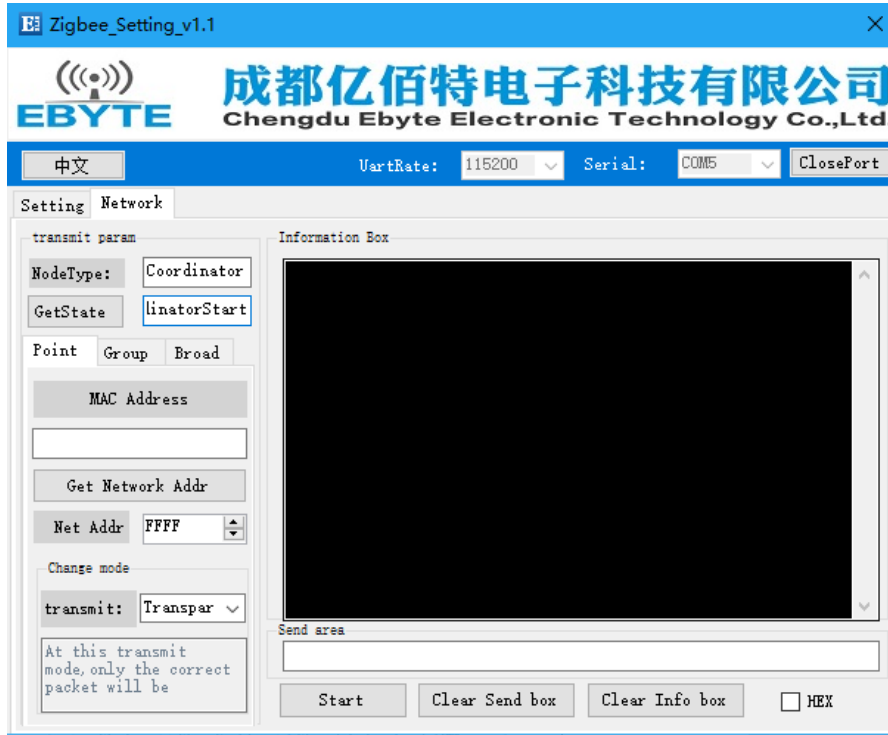 Zigbee_Setting_v1.1
EBYTE
成都亿佰特电子科技有限公司
Chengdu Ebyte Electronic Technology Co.,Ltd
中文 UartRate: 115200 Serial: COM5 ClosePort
Setting Network
transmit param
NodeType: Coordinator
GetState linatorStart
Point Group Broad
MAC Address
Get Network Addr
Net Addr FFFF
Change mode
transmit: Transpar
At this transmit
mode,only the correct
packet will be
Information Box
Send area
Start Clear Send box Clear Info box HEX